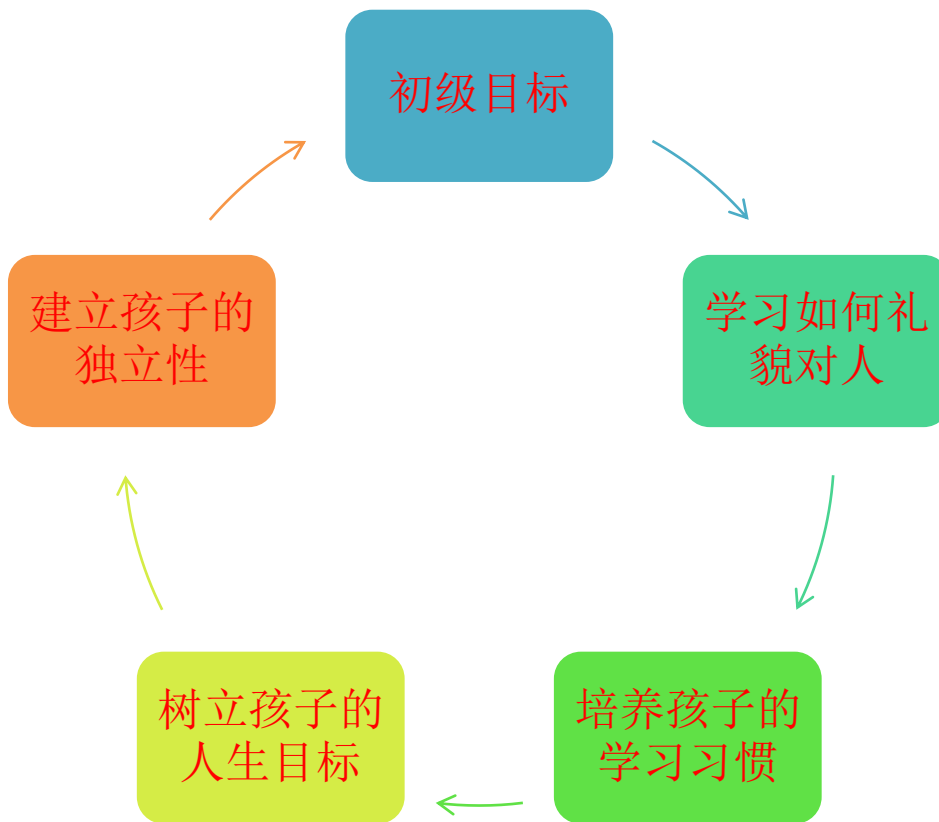 初级目标
学习如何礼
貌对人
培养孩子的
学习习惯
树立孩子的
人生目标
建立孩子的
独立性